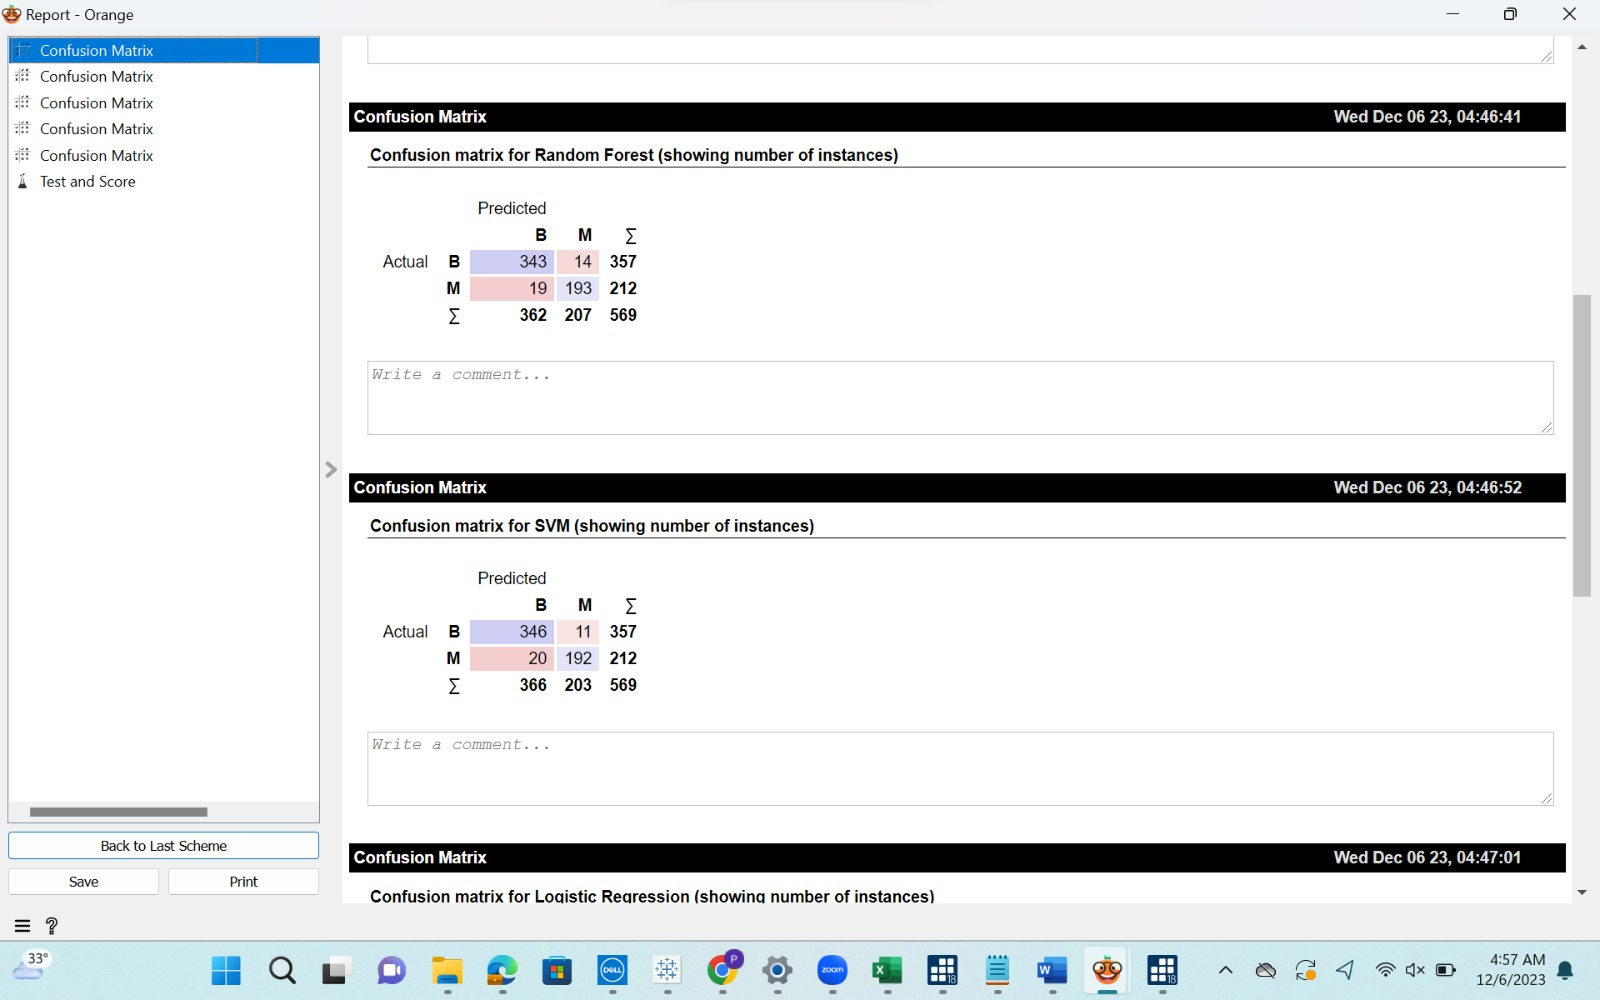 Report - Orange
Confusion Matrix
Confusion Matrix
Confusion Matrix
Confusion Matrix
Confusion Matrix
Test and Score
Back to Last Scheme
Save Print
Confusion Matrix Wed Dec 06 23, 04:46:41
Confusion matrix for Random Forest (showing number of instances)
Predicted
B M Σ
Actual B 343 14 357
M 19 193 212
Σ 362 207 569
Write a comment...
Confusion Matrix Wed Dec 06 23, 04:46:52
Confusion matrix for SVM (showing number of instances)
Predicted
B M Σ
Actual B 346 11 357
M 20 192 212
Σ 366 203 569
Write a comment...
Confusion Matrix Wed Dec 06 23, 04:47:01
Confusion matrix for Logistic Regression (showing number of instances)
33°
DELL
P
zoom
X
W
4:57 AM
12/6/2023